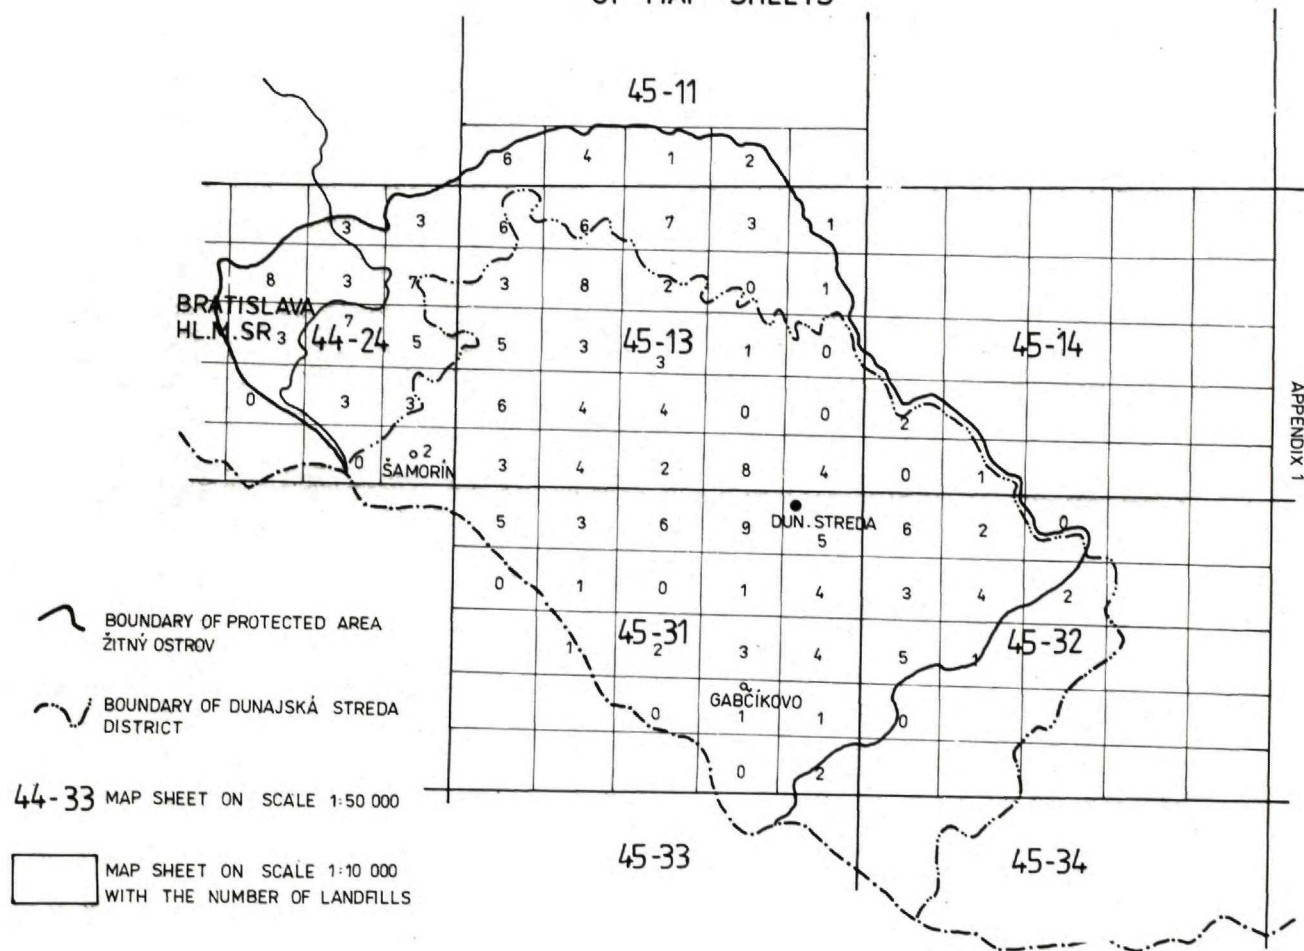 OF MAP SHEETS
45-11
6 4 1 2
3 3 6 6 7 3 1
8 3 7 3 8 2 0 1
BRATISLAVA
HL.M.SR 3 44-24 7 5 5 3 45-13 3 1 0 45-14
0 3 3 6 4 4 0 0 2
0 2 3 4 2 8 4 0 1
ŠAMORÍN
5 3 6 9 DUN. STREDA 5 6 2 0
0 1 0 1 4 3 4 2
1 45-31 2 3 4 5 1 45-32
GABČÍKOVO
0 1 1 0
0 2
45-33 45-34
APPENDIX 1
BOUNDARY OF PROTECTED AREA
ŽITNÝ OSTROV
BOUNDARY OF DUNAJSKÁ STREDA
DISTRICT
44-33 MAP SHEET ON SCALE 1:50 000
MAP SHEET ON SCALE 1:10 000
WITH THE NUMBER OF LANDFILLS